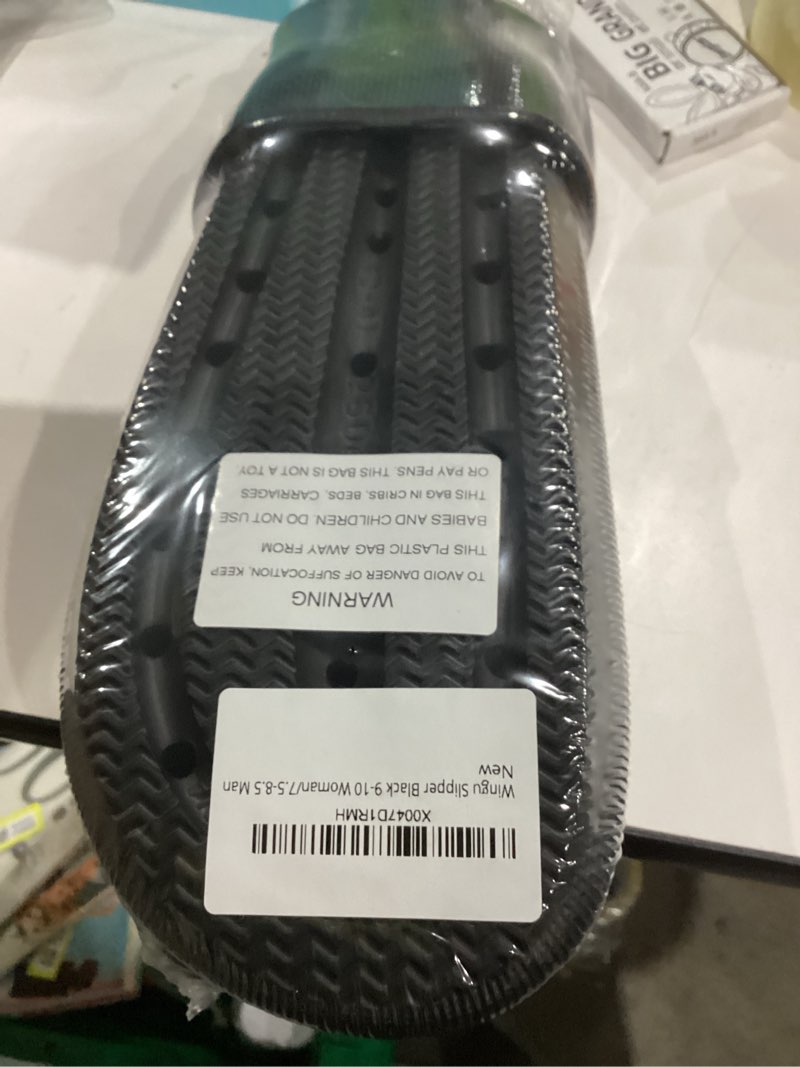 X0047D1RMH
Wingu Slipper Black 9-10 Woman/7.5-8.5 Man
New
WARNING
TO AVOID DANGER OF SUFFOCATION, KEEP
THIS PLASTIC BAG AWAY FROM
BABIES AND CHILDREN. DO NOT USE
THIS BAG IN CRIBS. BEDS. CARRIAGES
OR PAY PENS. THIS BAG IS NOT A TOY.
BIG GRAN